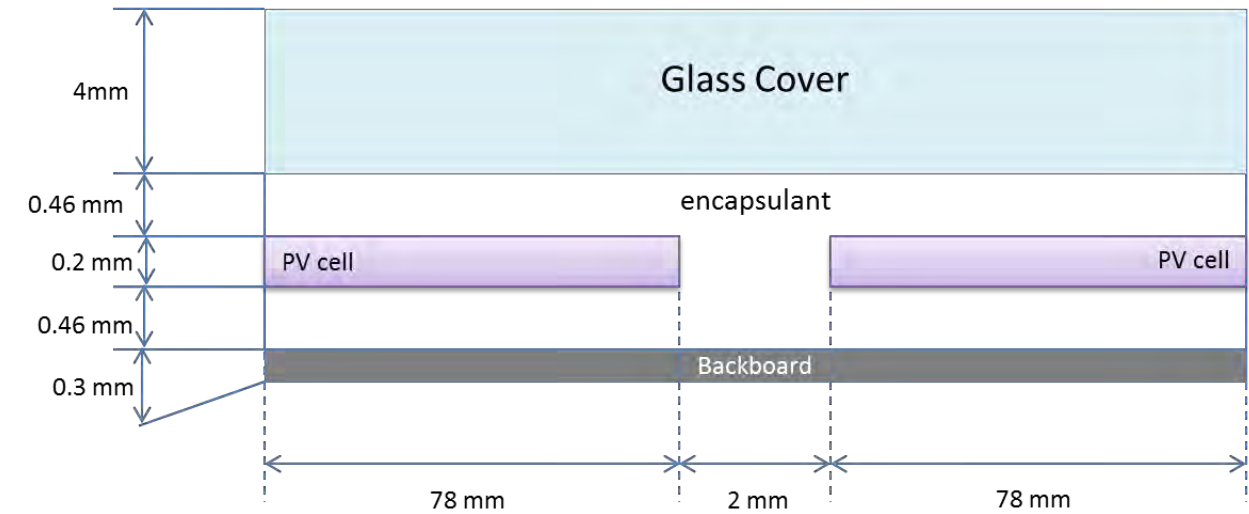 Glass Cover
4mm
0.46 mm
encapsulant
0.2 mm
PV cell
PV cell
0.46 mm
Backboard
0.3 mm
78 mm
2 mm
78 mm